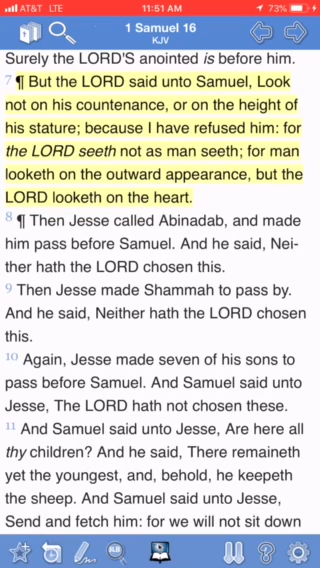 AT&T LTE 11:51 AM 73%
1 Samuel 16
KJV
Surely the LORD'S anointed is before him.
7 ¶ But the LORD said unto Samuel, Look
not on his countenance, or on the height of
his stature; because I have refused him: for
the LORD seeth not as man seeth; for man
looketh on the outward appearance, but the
LORD looketh on the heart.
8 ¶ Then Jesse called Abinadab, and made
him pass before Samuel. And he said, Nei-
ther hath the LORD chosen this.
9 Then Jesse made Shammah to pass by.
And he said, Neither hath the LORD chosen
this.
10 Again, Jesse made seven of his sons to
pass before Samuel. And Samuel said unto
Jesse, The LORD hath not chosen these.
11 And Samuel said unto Jesse, Are here all
thy children? And he said, There remaineth
yet the youngest, and, behold, he keepeth
the sheep. And Samuel said unto Jesse,
Send and fetch him: for we will not sit down
BLB